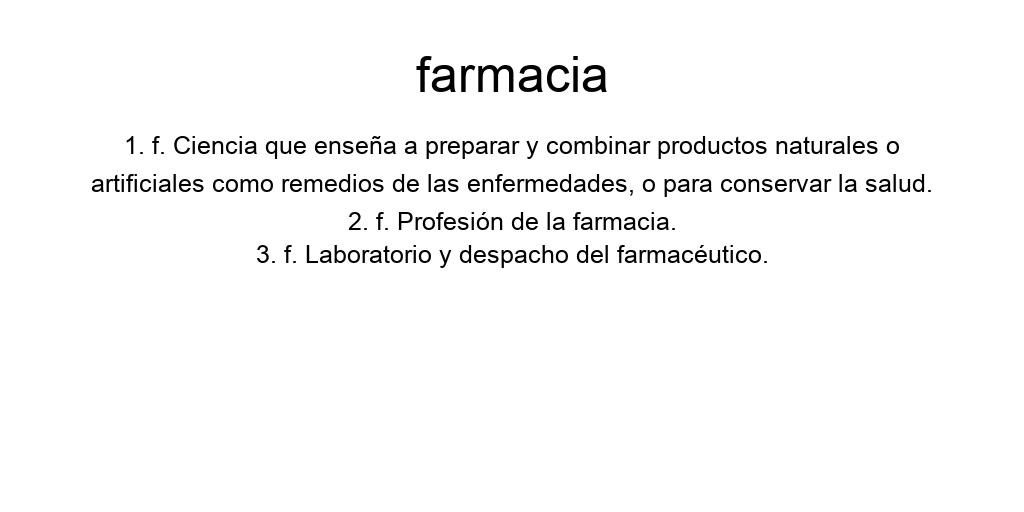 farmacia
1. f. Ciencia que enseña a preparar y combinar productos naturales o
artificiales como remedios de las enfermedades, o para conservar la salud.
2. f. Profesión de la farmacia.
3. f. Laboratorio y despacho del farmacéutico.